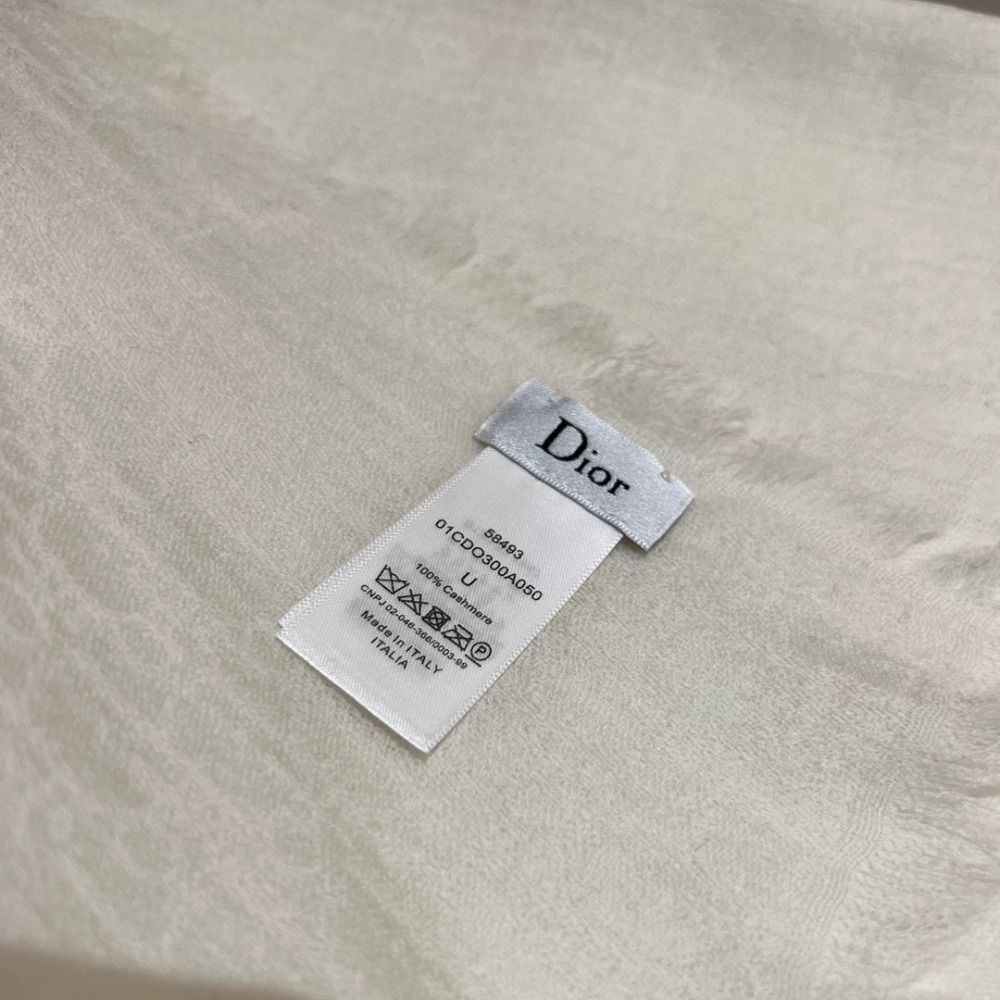 Dior
58493
01CDO300A050
U
100% Cashmere
P
CNPJ 02-046-366/0003-99
Made In ITALY
ITALIA